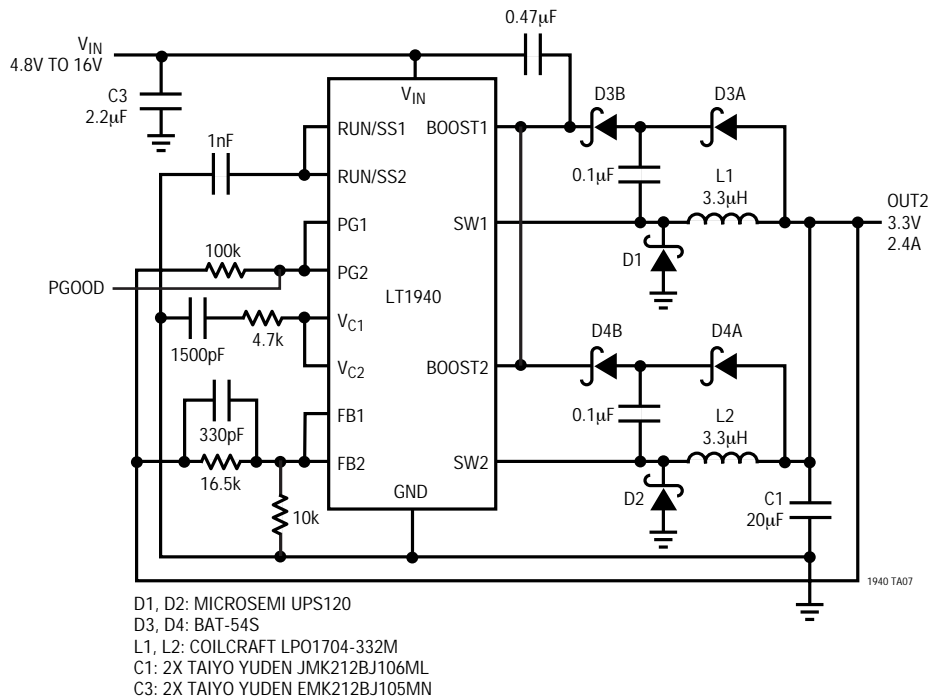 0.47µF
VIN
4.8V TO 16V
C3
2.2µF
VIN
D3B
D3A
RUN/SS1
BOOST1
1nF
0.1µF
L1
3.3µH
RUN/SS2
OUT2
3.3V
2.4A
PG1
SW1
100k
D1
PG2
PGOOD
LT1940
VC1
1500pF
4.7k
D4B
D4A
VC2
BOOST2
0.1µF
L2
3.3µH
FB1
330pF
FB2
SW2
16.5k
GND
D2
C1
20µF
10k
1940 TA07
D1, D2: MICROSEMI UPS120
D3, D4: BAT-54S
L1, L2: COILCRAFT LPO1704-332M
C1: 2X TAIYO YUDEN JMK212BJ106ML
C3: 2X TAIYO YUDEN EMK212BJ105MN